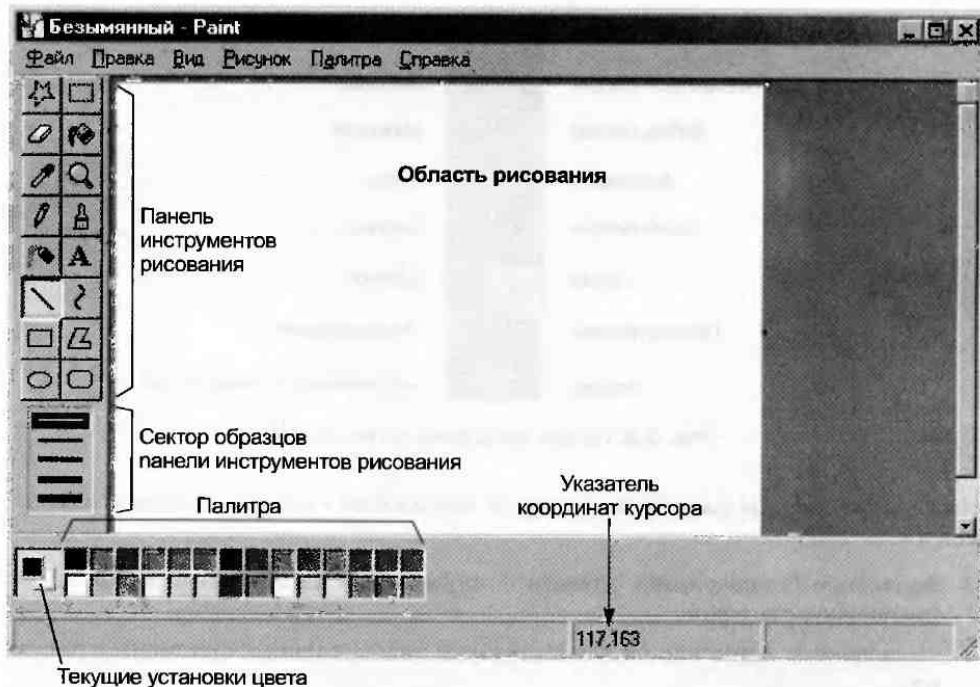 Безымянный - Paint
Файл Правка Вид Рисунок Палитра Справка
Область рисования
Панель
инструментов
рисования
A
Сектор образцов
панели инструментов рисования
Палитра
Указатель
координат курсора
117,163
Текущие установки цвета